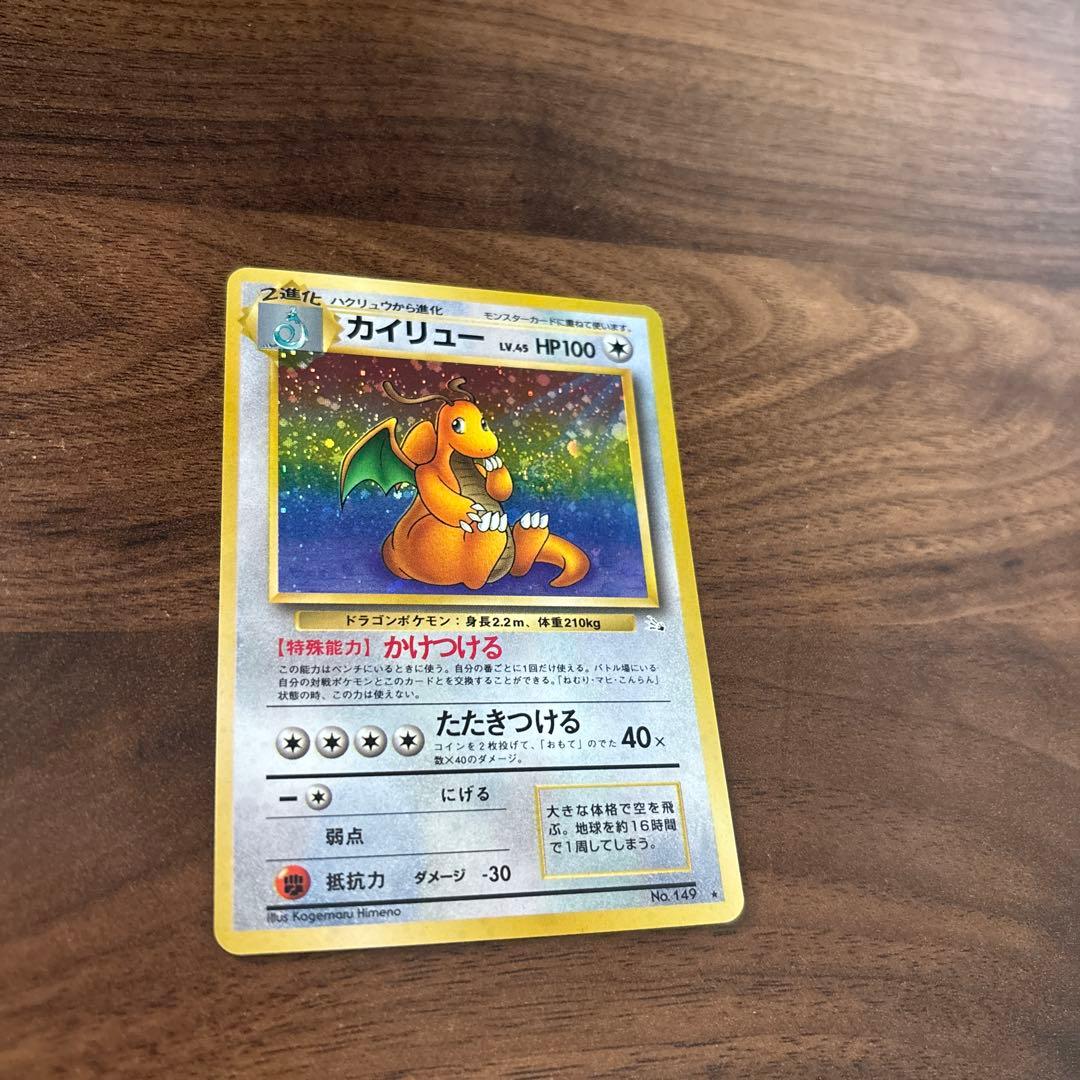 2進化 ハクリュウから進化 モンスターカードに重ねて使います。
カイリュー LV.45 HP100
ドラゴンポケモン：身長2.2m、体重210kg
【特殊能力】かけつける
この能力はベンチにいるときに使う。自分の番ごとに1回だけ使える。バトル場にいる
自分の対戦ポケモンとこのカードとを交換することができる。「ねむり・マヒ・こんらん」
状態の時、この力は使えない。
たたきつける
コインを２枚投げて、「おもて」のでた
数×40のダメージ。
40×
ー にげる
弱点
抵抗力 ダメージ -30
大きな体格で空を飛
ぶ。地球を約16時間
で1周してしまう。
Illus Kagemaru Himeno
No. 149 ★